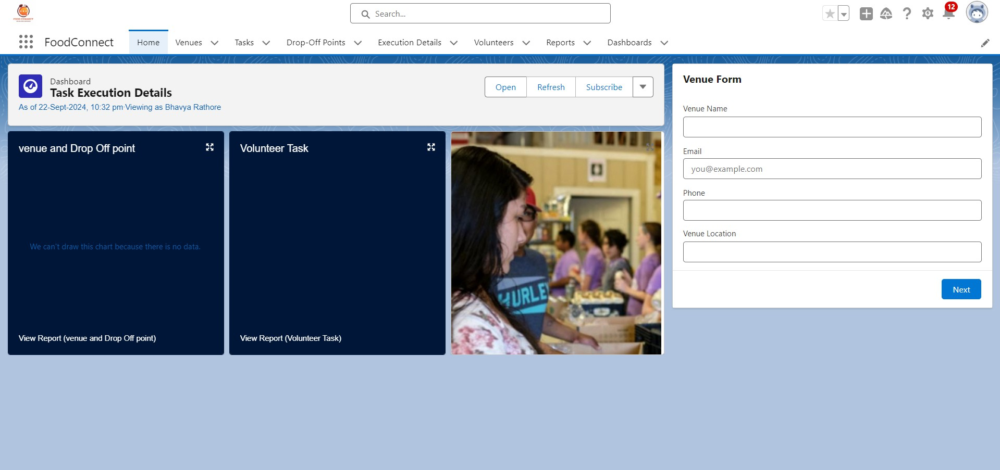 FOOD CONNECT
Search...
12
FoodConnect
Home
Venues
Tasks
Drop-Off Points
Execution Details
Volunteers
Reports
Dashboards
Dashboard
Task Execution Details
As of 22-Sept-2024, 10:32 pm·Viewing as Bhavya Rathore
Open
Refresh
Subscribe
venue and Drop Off point
We can't draw this chart because there is no data.
View Report (venue and Drop Off point)
Volunteer Task
View Report (Volunteer Task)
HURLEY
Venue Form
Venue Name
Email
you@example.com
Phone
Venue Location
Next